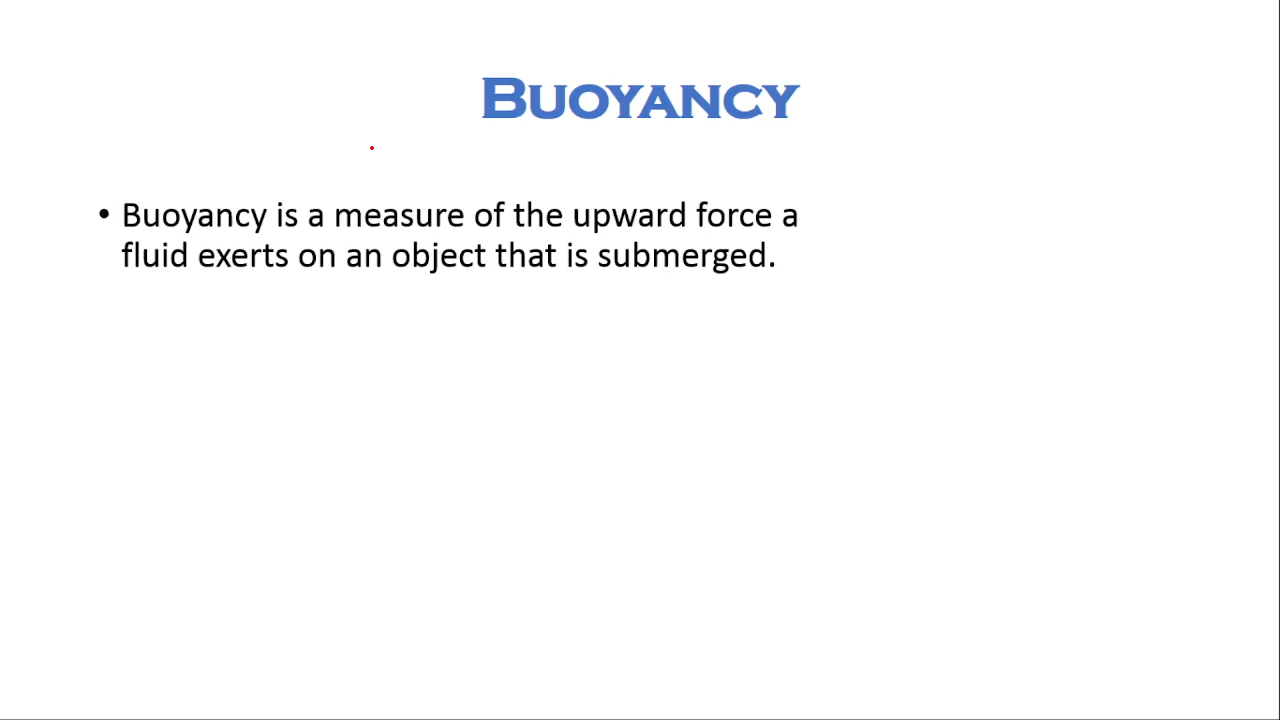 BUOYANCY
• Buoyancy is a measure of the upward force a
fluid exerts on an object that is submerged.